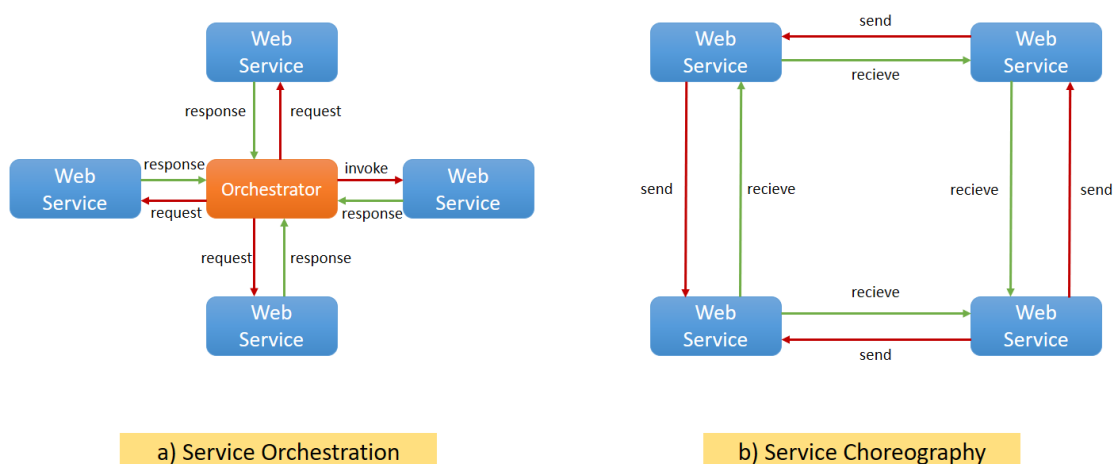 Web
Service
response
request
Web
Service
response
request
Orchestrator
invoke
response
Web
Service
request
response
Web
Service
a) Service Orchestration
Web
Service
send
recieve
Web
Service
send
recieve
recieve
send
Web
Service
recieve
send
Web
Service
b) Service Choreography